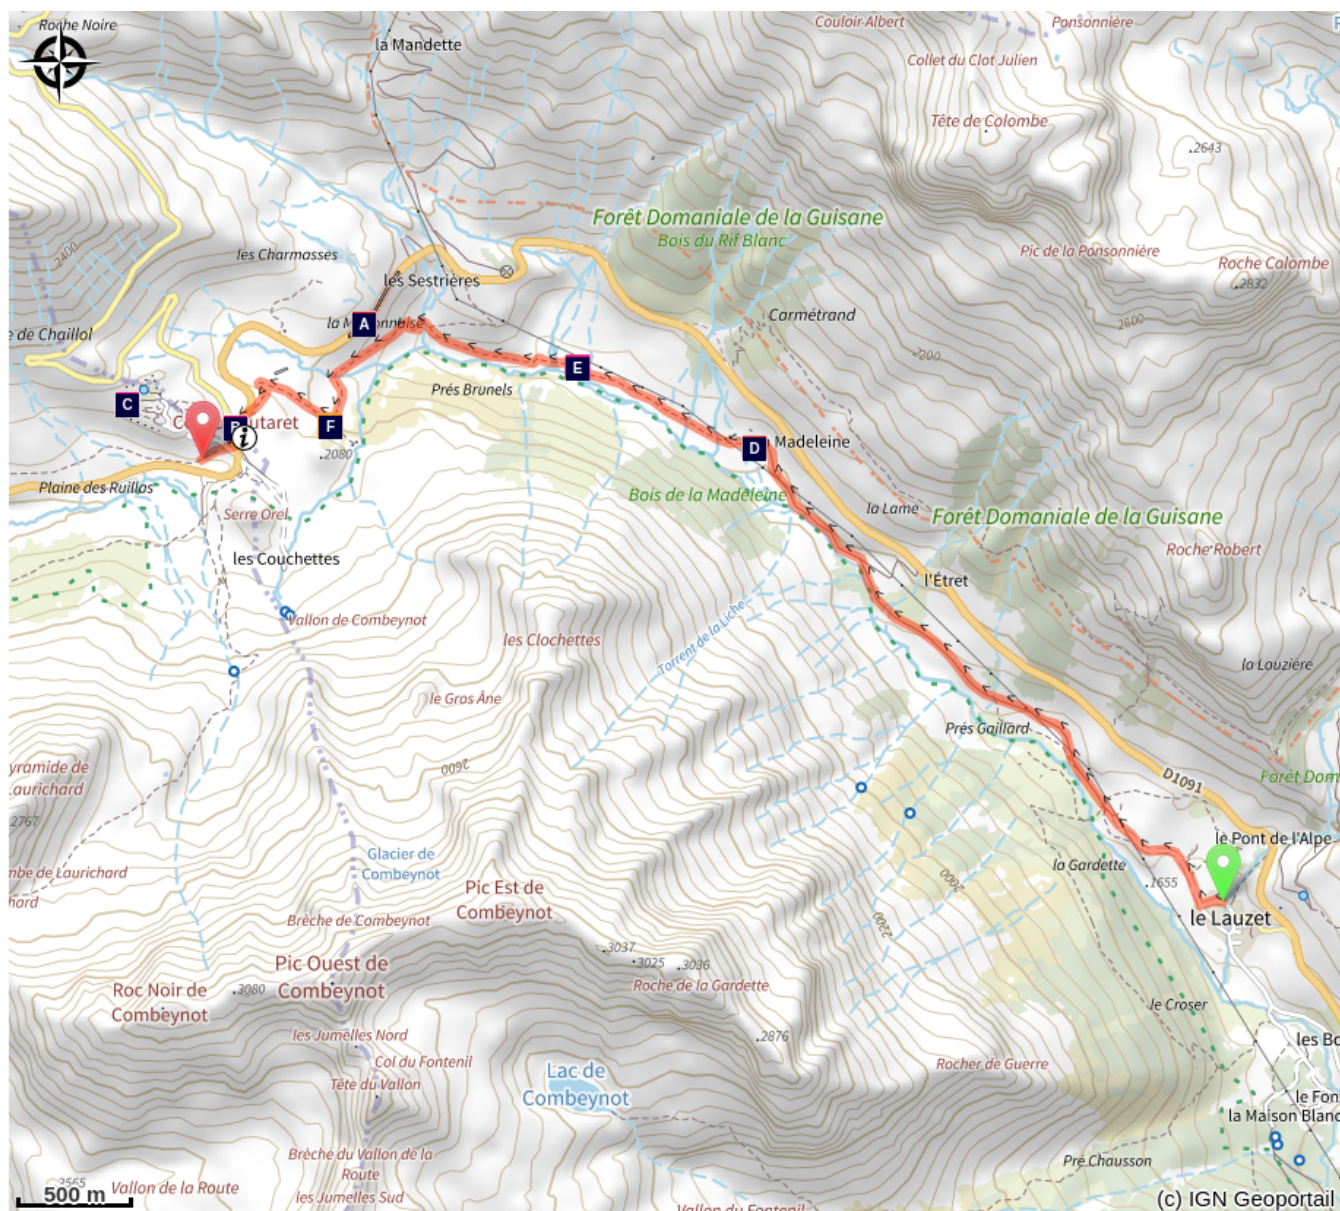 Roche Noire
la Mandette
Couloir Albert
Ponsonnière
Collet du Clot Julien
Tête de Colombe
2643
Forêt Domaniale de la Guisane
Bois du Rif Blanc
2400
les Charmasses
Pic de la Ponsonnière
Roche Colombe
2832
les Sestrières
A
Carmétrand
2600
e de Chaillol
E
Prés Brunels
C
B
i
F
2080
D
Madeleine
Plaine des Ruillas
Serre Orel
Bois de la Madeleine
la Lame
Forêt Domaniale de la Guisane
Roche Robert
les Couchettes
l'Étret
Vallon de Combeynot
les Clochettes
Torrent de la Liche
la Louzière
le Gros Âne
Prés Gaillard
2600
yramide de
Laurichard
D1091
Forêt Dom
2767
le Pont de l'Alpe
Glacier de
Combeynot
mbe de Laurichard
hard
la Gardette
1655
2000
Pic Est de
Combeynot
Brèche de Combeynot
2200
le Lauzet
3037
3025
3036
Pic Ouest de
Combeynot
Roc Noir de
Combeynot
3080
Roche de la Gardette
le Croser
les Jumelles Nord
2876
les Bo
Col du Fontenil
Tête du Vallon
Rocher de Guerre
Lac de
Combeynot
le Fon
la Maison Blanc
Brèche du Vallon de la
Route
Pré Chausson
2565
Vallon de la Route
les Jumelles Sud
500 m
Vallon du Fontenil
(c) IGN Geoportail